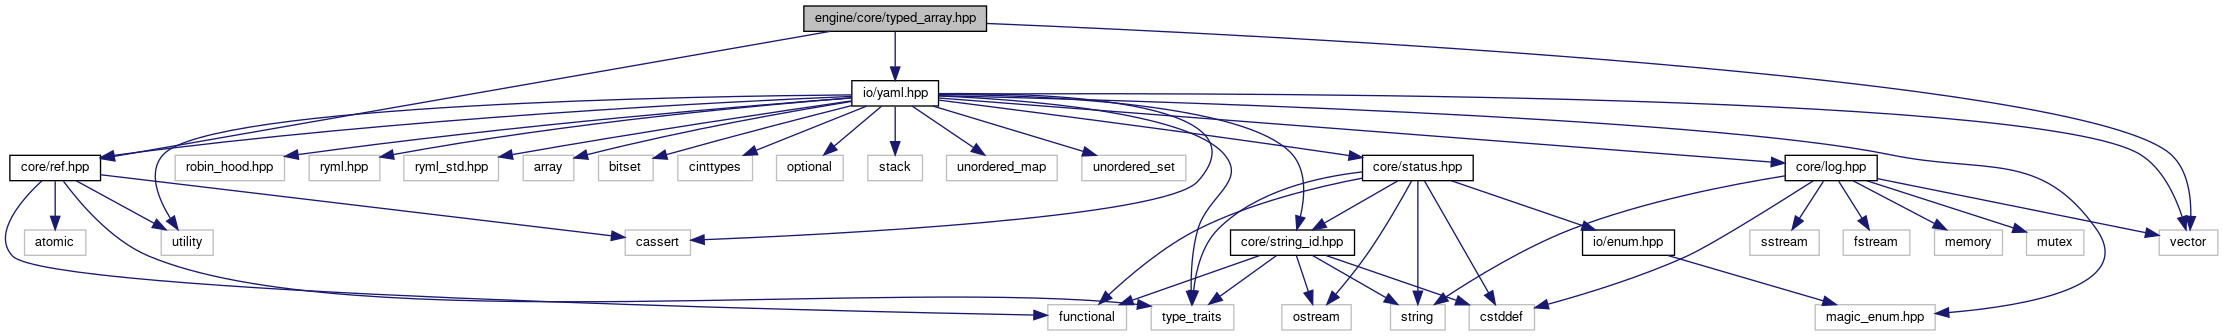 engine/core/typed_array.hpp
io/yaml.hpp
core/ref.hpp
robin_hood.hpp
ryml.hpp
ryml_std.hpp
array
bitset
cinttypes
optional
stack
unordered_map
unordered_set
core/status.hpp
core/log.hpp
atomic
utility
cassert
core/string_id.hpp
io/enum.hpp
sstream
fstream
memory
mutex
vector
functional
type_traits
ostream
string
cstddef
magic_enum.hpp